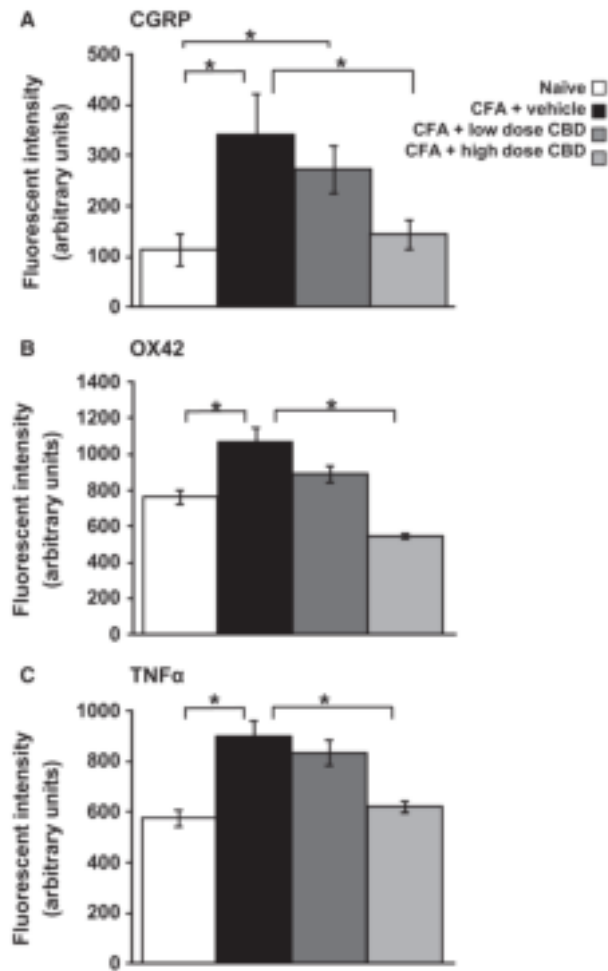 A CGRP
Fluorescent intensity
(arbitrary units)
500
400
300
200
100
0
* * *
Naïve
CFA + vehicle
CFA + low dose CBD
CFA + high dose CBD
B OX42
Fluorescent intensity
(arbitrary units)
1400
1200
1000
800
600
400
200
0
* *
C TNFα
Fluorescent intensity
(arbitrary units)
1000
800
600
400
200
0
* *